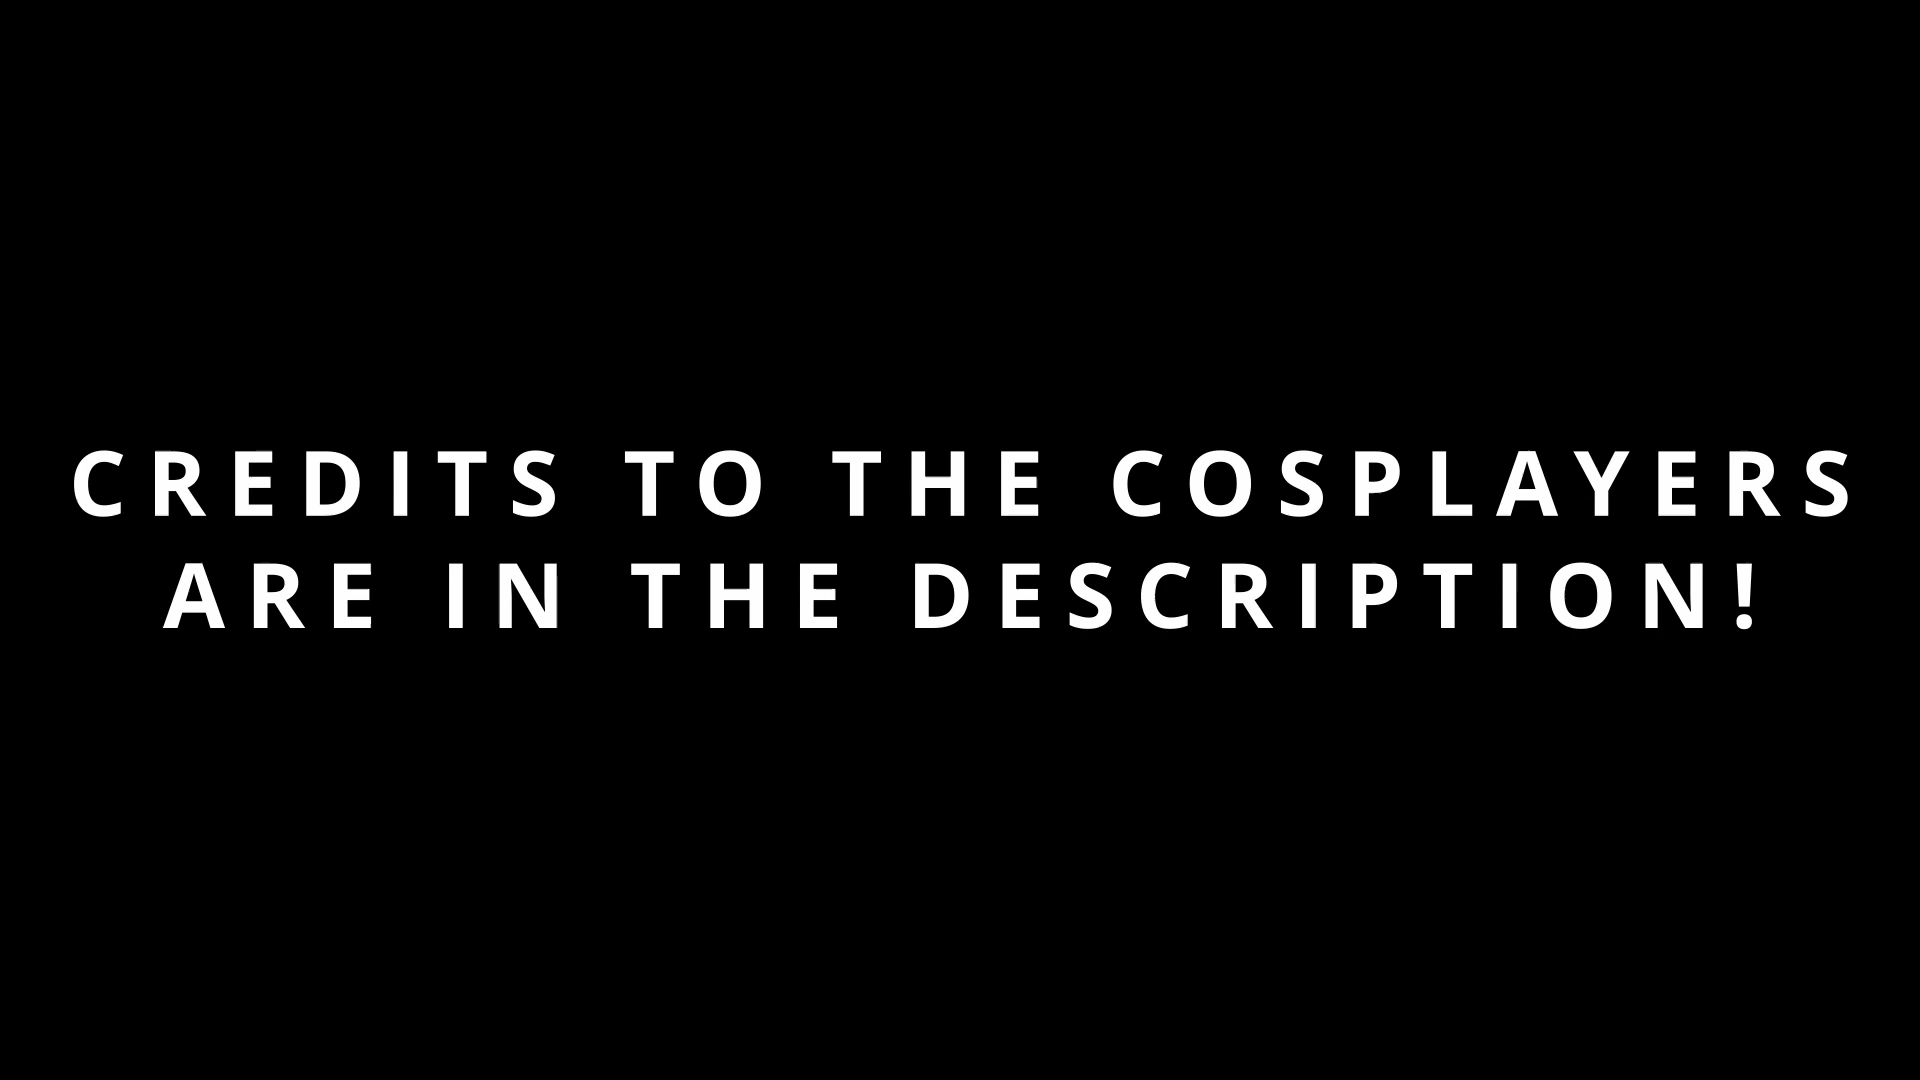 CREDITS TO THE COSPLAYERS
ARE IN THE DESCRIPTION!